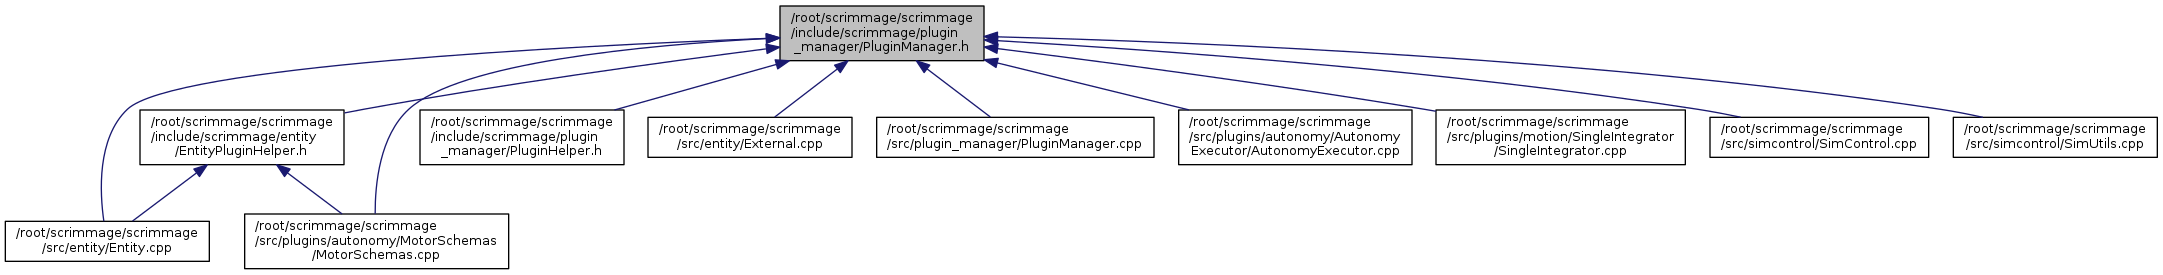 /root/scrimmage/scrimmage
/include/scrimmage/plugin
_manager/PluginManager.h
/root/scrimmage/scrimmage
/include/scrimmage/entity
/EntityPluginHelper.h
/root/scrimmage/scrimmage
/include/scrimmage/plugin
_manager/PluginHelper.h
/root/scrimmage/scrimmage
/src/entity/External.cpp
/root/scrimmage/scrimmage
/src/plugin_manager/PluginManager.cpp
/root/scrimmage/scrimmage
/src/plugins/autonomy/Autonomy
Executor/AutonomyExecutor.cpp
/root/scrimmage/scrimmage
/src/plugins/motion/SingleIntegrator
/SingleIntegrator.cpp
/root/scrimmage/scrimmage
/src/simcontrol/SimControl.cpp
/root/scrimmage/scrimmage
/src/simcontrol/SimUtils.cpp
/root/scrimmage/scrimmage
/src/entity/Entity.cpp
/root/scrimmage/scrimmage
/src/plugins/autonomy/MotorSchemas
/MotorSchemas.cpp